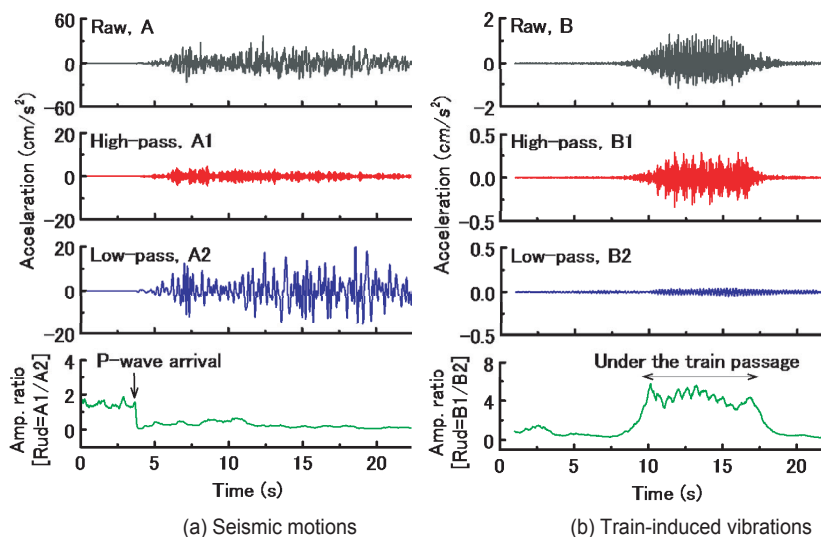 Raw, A
High-pass, A1
Low-pass, A2
P-wave arrival
Acceleration (cm/s²)
Amp. ratio
[Rud=A1/A2]
60
0
−60
20
0
−20
20
0
−20
4
2
0
0
5
10
15
20
Time (s)
(a) Seismic motions
Raw, B
High-pass, B1
Low-pass, B2
Under the train passage
Acceleration (cm/s²)
Amp. ratio
[Rud=B1/B2]
2
0
−2
0.5
0.0
−0.5
0.5
0.0
−0.5
8
4
0
0
5
10
15
20
Time (s)
(b) Train-induced vibrations